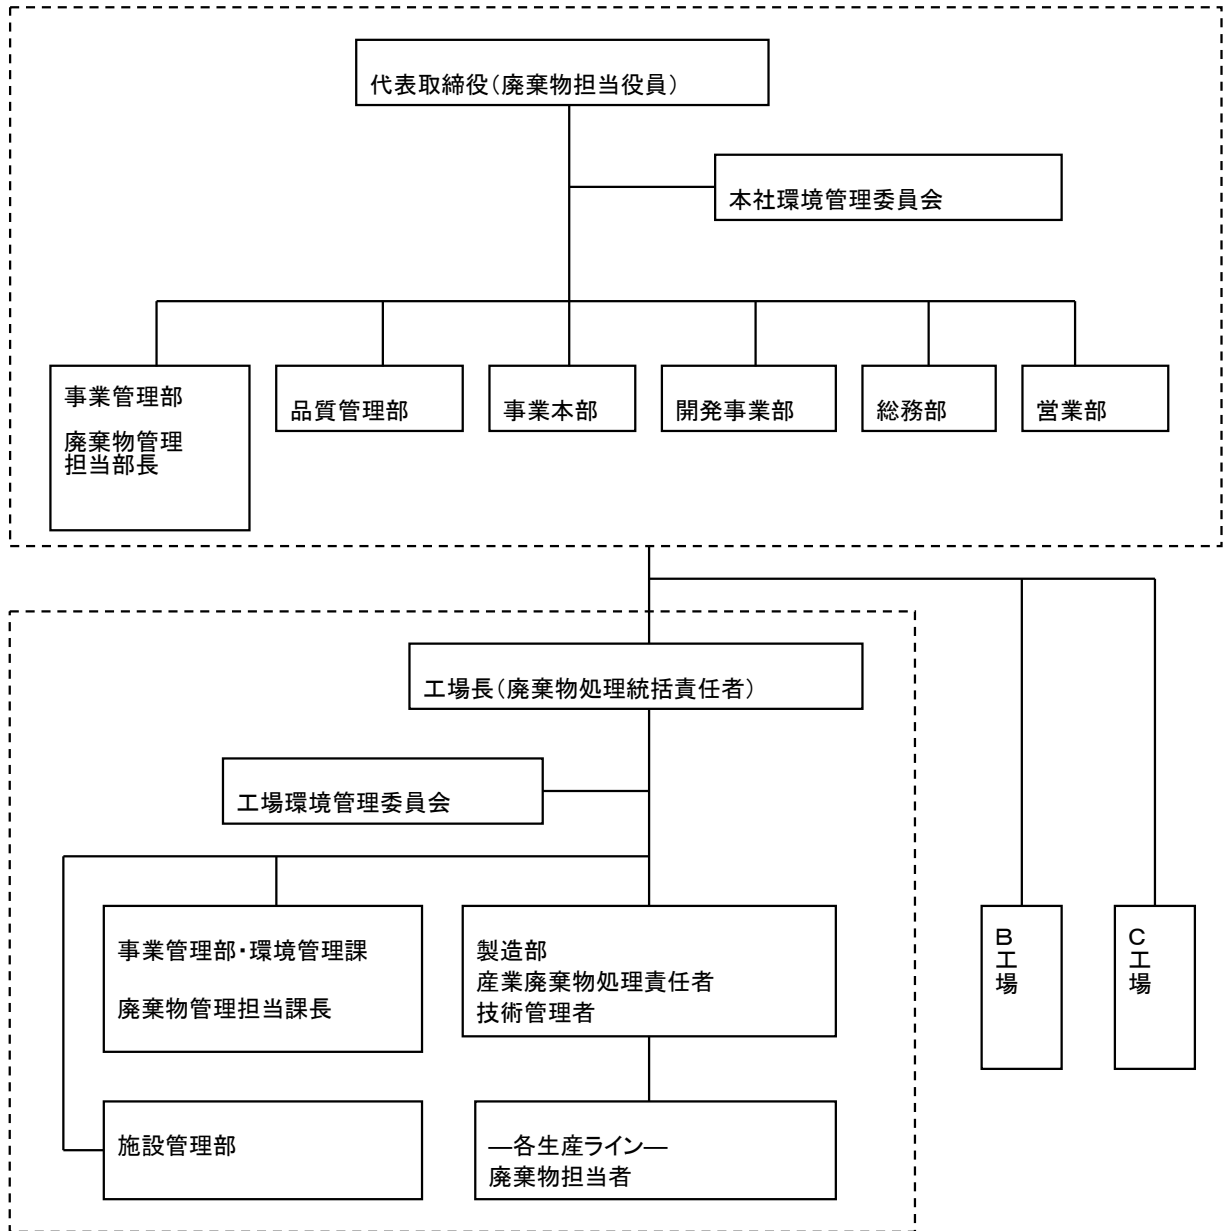 代表取締役(廃棄物担当役員)
本社環境管理委員会
事業管理部
廃棄物管理
担当部長
品質管理部
事業本部
開発事業部
総務部
営業部
工場長(廃棄物処理統括責任者)
工場環境管理委員会
事業管理部・環境管理課
廃棄物管理担当課長
製造部
産業廃棄物処理責任者
技術管理者
B工場
C工場
施設管理部
―各生産ライン―
廃棄物担当者